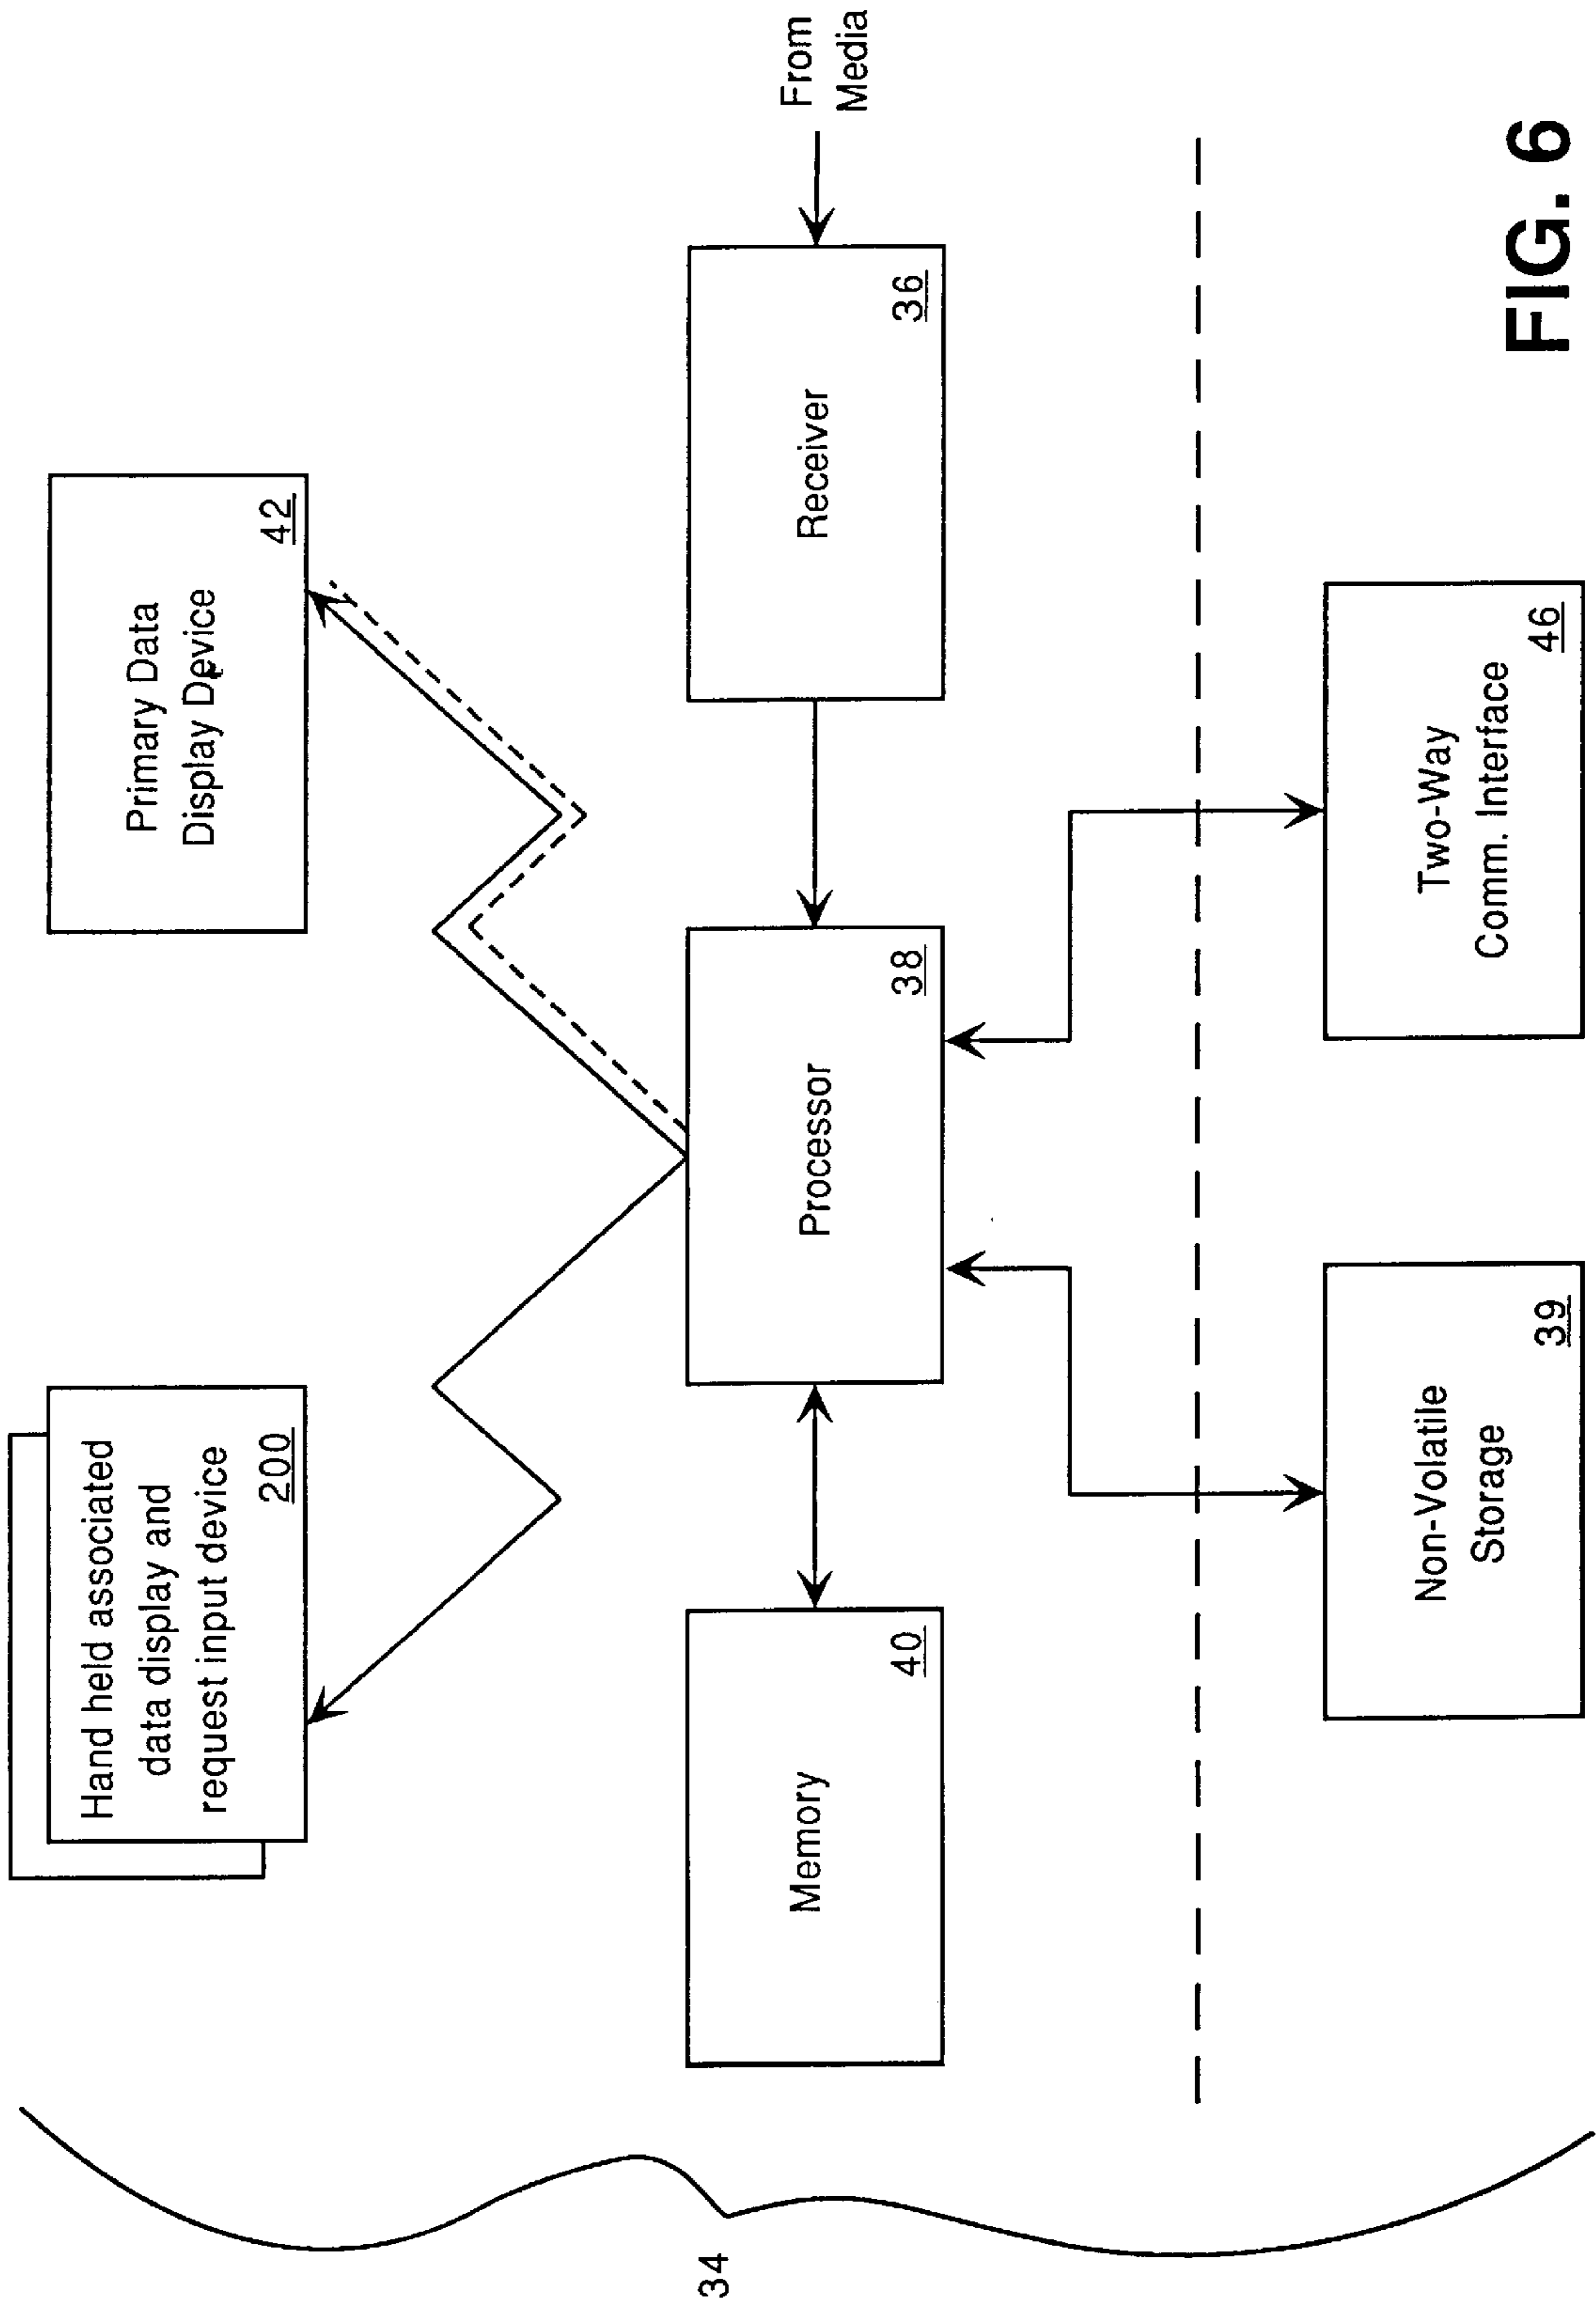 Hand held associated
data display and
request input device
200
Primary Data
Display Device
42
34
Memory
40
Processor
38
Receiver
36
From
Media
Non-Volatile
Storage
39
Two-Way
Comm. Interface
46
FIG. 6